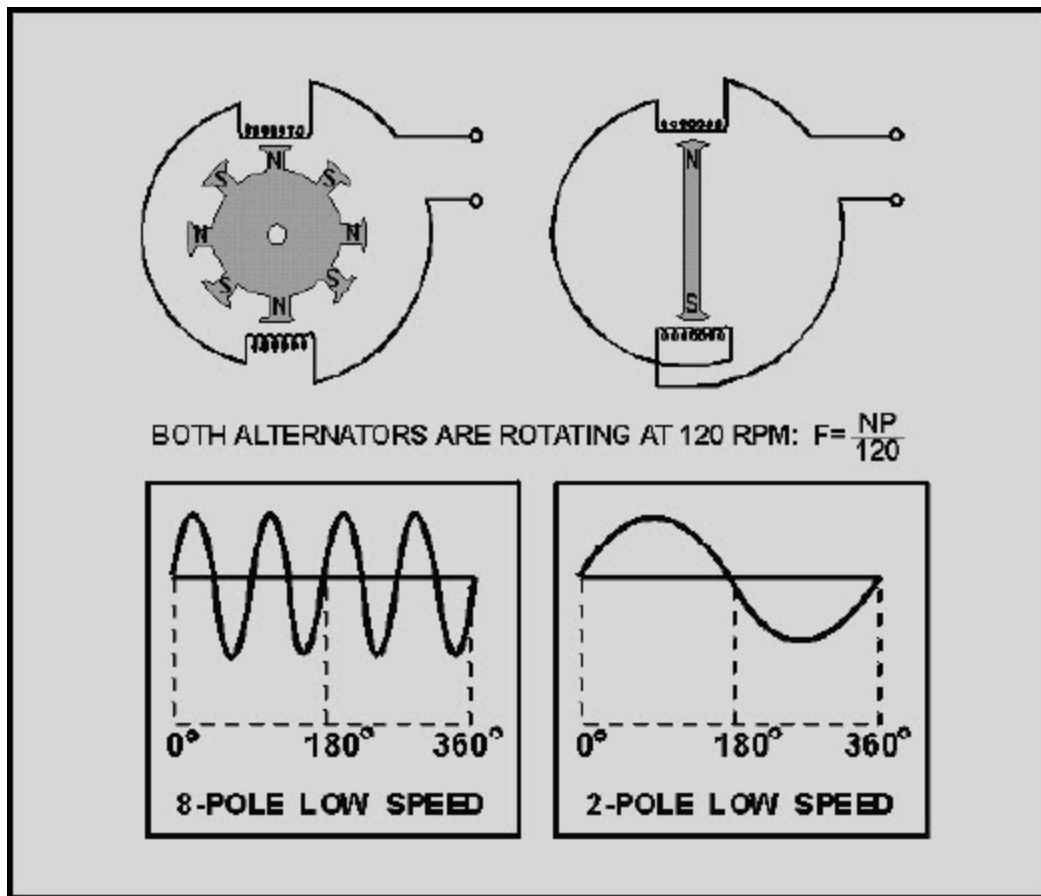 N
S S
N N
S S
N
N
S
BOTH ALTERNATORS ARE ROTATING AT 120 RPM: F= NP/120
0° 180° 360°
8-POLE LOW SPEED
0° 180° 360°
2-POLE LOW SPEED